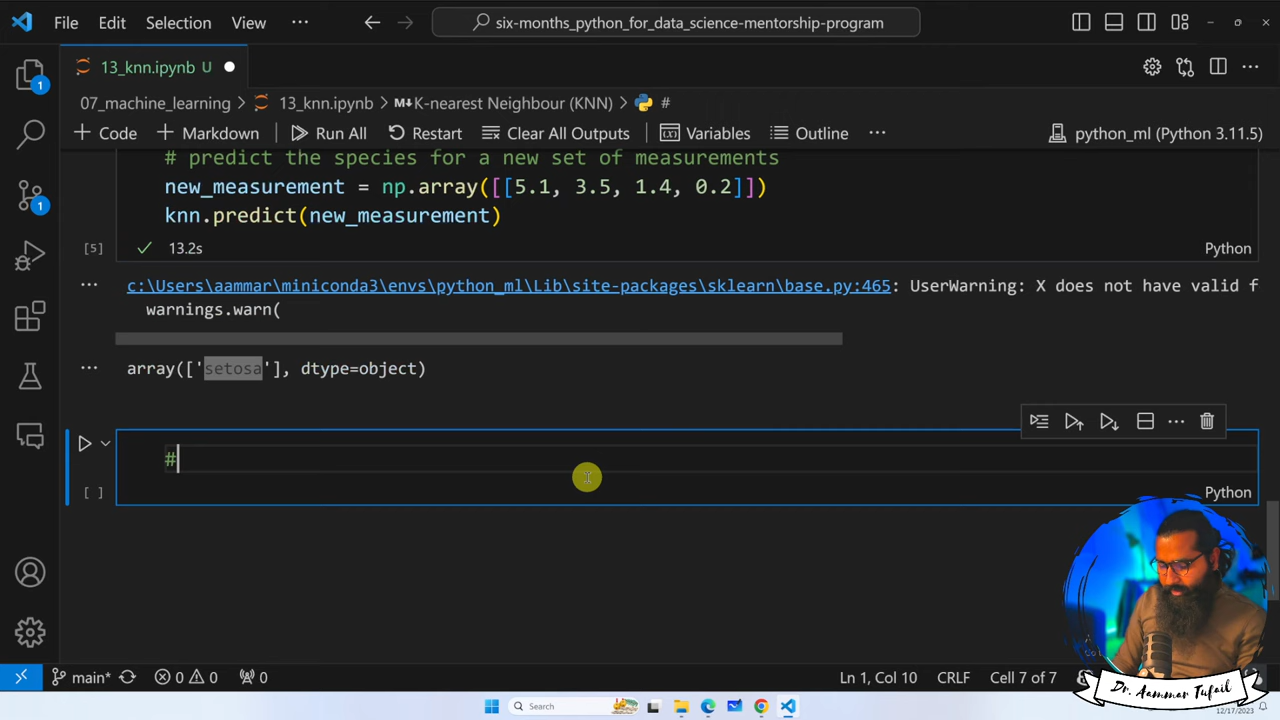 File Edit Selection View ··· six-months_python_for_data_science-mentorship-program
13_knn.ipynb U
07_machine_learning > 13_knn.ipynb > M↓K-nearest Neighbour (KNN) > #
+ Code + Markdown Run All Restart Clear All Outputs Variables Outline ··· python_ml (Python 3.11.5)
# predict the species for a new set of measurements
new_measurement = np.array([[5.1, 3.5, 1.4, 0.2]])
knn.predict(new_measurement)
[5] 13.2s Python
c:\Users\aammar\miniconda3\envs\python_ml\Lib\site-packages\sklearn\base.py:465: UserWarning: X does not have valid f
warnings.warn(
array(['setosa'], dtype=object)
#
[ ] Python
1
1
main* 0 0 0 Ln 1, Col 10 CRLF Cell 7 of 7
Dr. Aammar Tufail
Search
12/17/2023